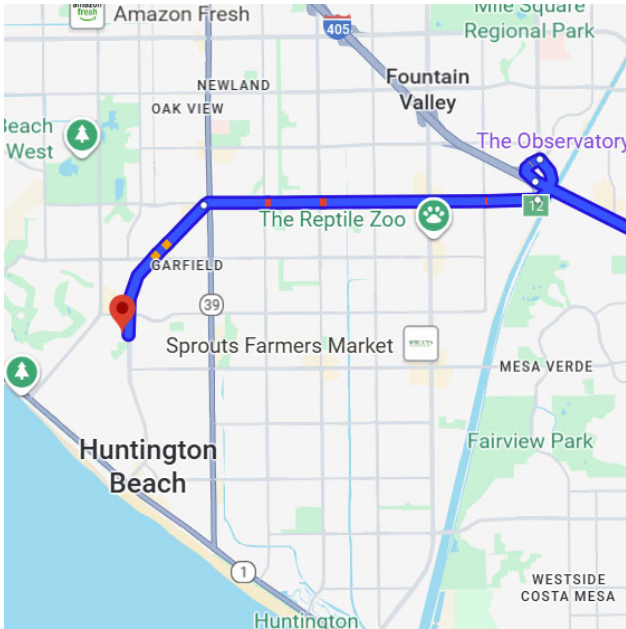 amazon
fresh
Amazon Fresh
405
Mile Square
Regional Park
NEWLAND
OAK VIEW
Fountain
Valley
Beach
West
The Observatory
12
The Reptile Zoo
GARFIELD
39
Sprouts Farmers Market
SPROUTS
MESA VERDE
Huntington
Beach
Fairview Park
1
WESTSIDE
COSTA MESA
Huntington